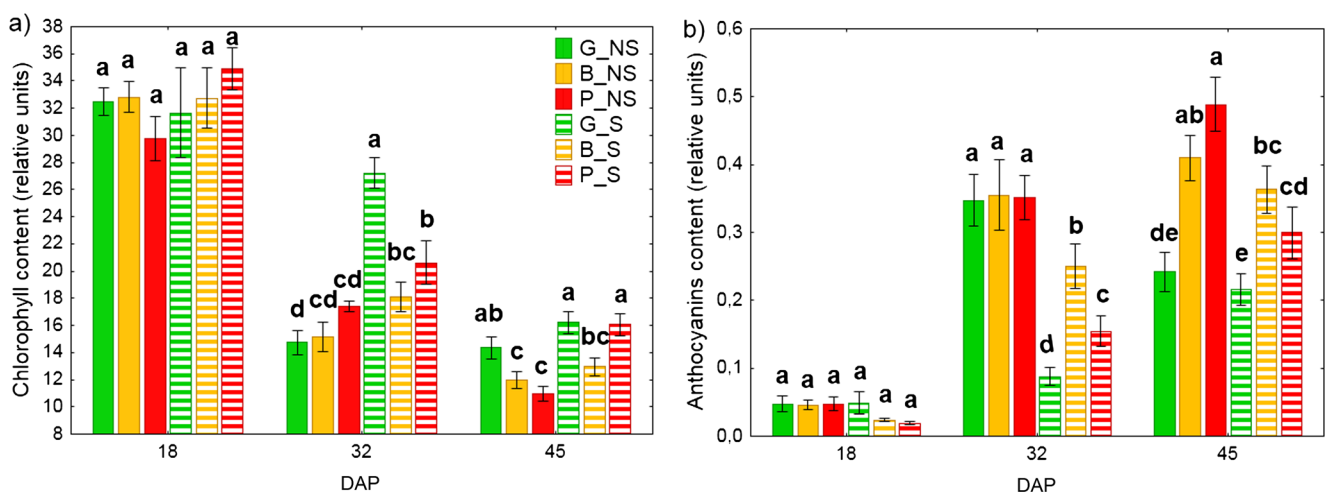 a)
Chlorophyll content (relative units)
38
36
34
32
30
28
26
24
22
20
18
16
14
12
10
8
a a a a a a
d cd cd a bc b
ab c c a bc a
G_NS
B_NS
P_NS
G_S
B_S
P_S
18 32 45
DAP
b)
Anthocyanins content (relative units)
0,6
0,5
0,4
0,3
0,2
0,1
0,0
a a a a a a
a a a d b c
de ab a e bc cd
18 32 45
DAP